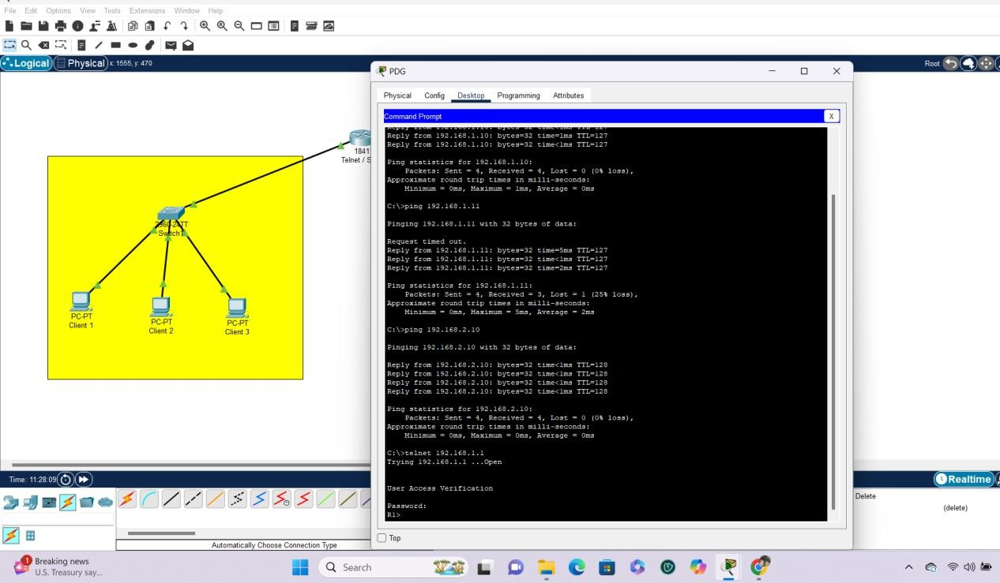 File Edit Options View Tools Extensions Window Help
Logical Physical x: 1555, y: 470
Root
1841
Telnet / S
2960-24TT
Switch1
PC-PT
Client 1
PC-PT
Client 2
PC-PT
Client 3
PDG
Physical Config Desktop Programming Attributes
Command Prompt X
Reply from 192.168.1.10: bytes=32 time<1ms TTL=127
Reply from 192.168.1.10: bytes=32 time=1ms TTL=127
Reply from 192.168.1.10: bytes=32 time<1ms TTL=127
Ping statistics for 192.168.1.10:
Packets: Sent = 4, Received = 4, Lost = 0 (0% loss),
Approximate round trip times in milli-seconds:
Minimum = 0ms, Maximum = 1ms, Average = 0ms
C:\>ping 192.168.1.11
Pinging 192.168.1.11 with 32 bytes of data:
Request timed out.
Reply from 192.168.1.11: bytes=32 time=5ms TTL=127
Reply from 192.168.1.11: bytes=32 time<1ms TTL=127
Reply from 192.168.1.11: bytes=32 time=2ms TTL=127
Ping statistics for 192.168.1.11:
Packets: Sent = 4, Received = 3, Lost = 1 (25% loss),
Approximate round trip times in milli-seconds:
Minimum = 0ms, Maximum = 5ms, Average = 2ms
C:\>ping 192.168.2.10
Pinging 192.168.2.10 with 32 bytes of data:
Reply from 192.168.2.10: bytes=32 time<1ms TTL=128
Reply from 192.168.2.10: bytes=32 time<1ms TTL=128
Reply from 192.168.2.10: bytes=32 time<1ms TTL=128
Reply from 192.168.2.10: bytes=32 time<1ms TTL=128
Ping statistics for 192.168.2.10:
Packets: Sent = 4, Received = 4, Lost = 0 (0% loss),
Approximate round trip times in milli-seconds:
Minimum = 0ms, Maximum = 0ms, Average = 0ms
C:\>telnet 192.168.1.1
Trying 192.168.1.1 ...Open
User Access Verification
Password:
R1>
Top
Time: 11:28:09
Realtime
Delete
(delete)
Automatically Choose Connection Type
1
Breaking news
U.S. Treasury say...
Search